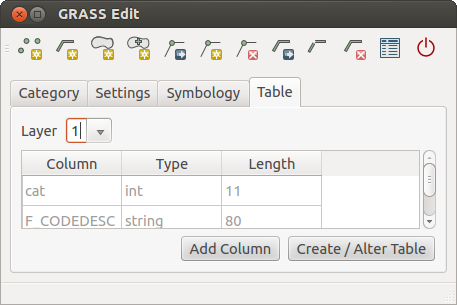 GRASS Edit
Category Settings Symbology Table
Layer 1
Column Type Length
cat int 11
F_CODEDESC string 80
Add Column Create / Alter Table